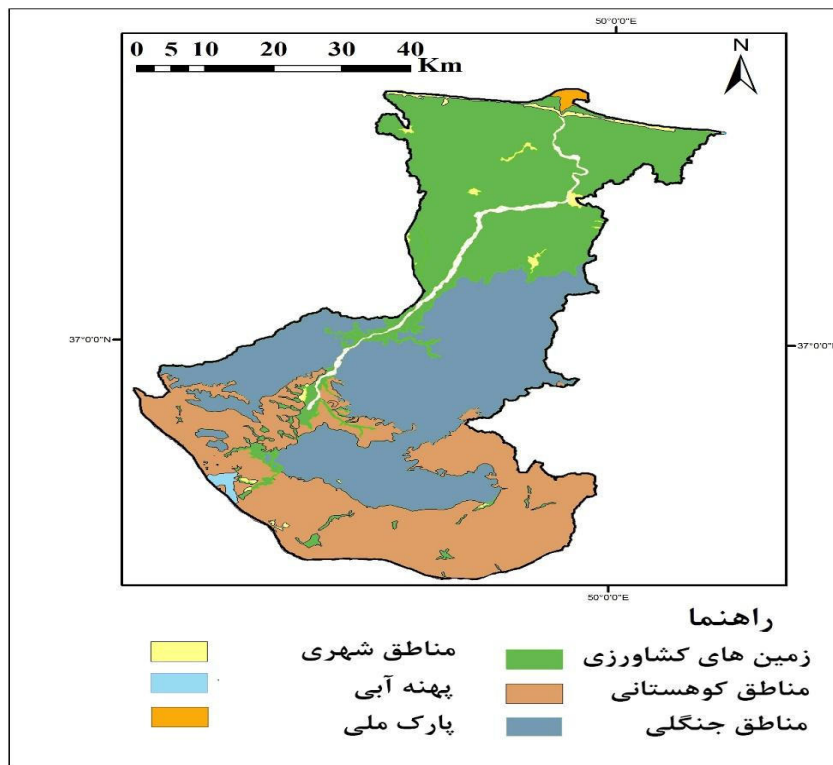 50°0'0"E
0 5 10 20 30 40
Km
N
37°0'0"N
37°0'0"N
50°0'0"E
راهنما
زمین های کشاورزی
مناطق شهری
مناطق کوهستانی
پهنه آبی
مناطق جنگلی
پارک ملی